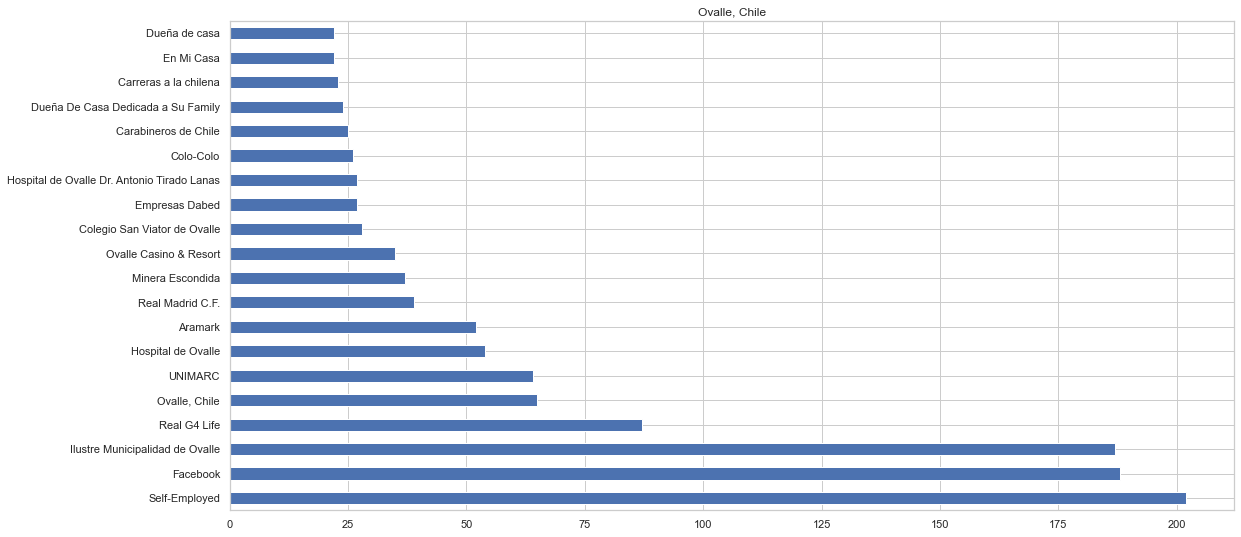 Ovalle, Chile
Dueña de casa
En Mi Casa
Carreras a la chilena
Dueña De Casa Dedicada a Su Family
Carabineros de Chile
Colo-Colo
Hospital de Ovalle Dr. Antonio Tirado Lanas
Empresas Dabed
Colegio San Viator de Ovalle
Ovalle Casino & Resort
Minera Escondida
Real Madrid C.F.
Aramark
Hospital de Ovalle
UNIMARC
Ovalle, Chile
Real G4 Life
Ilustre Municipalidad de Ovalle
Facebook
Self-Employed
0 25 50 75 100 125 150 175 200